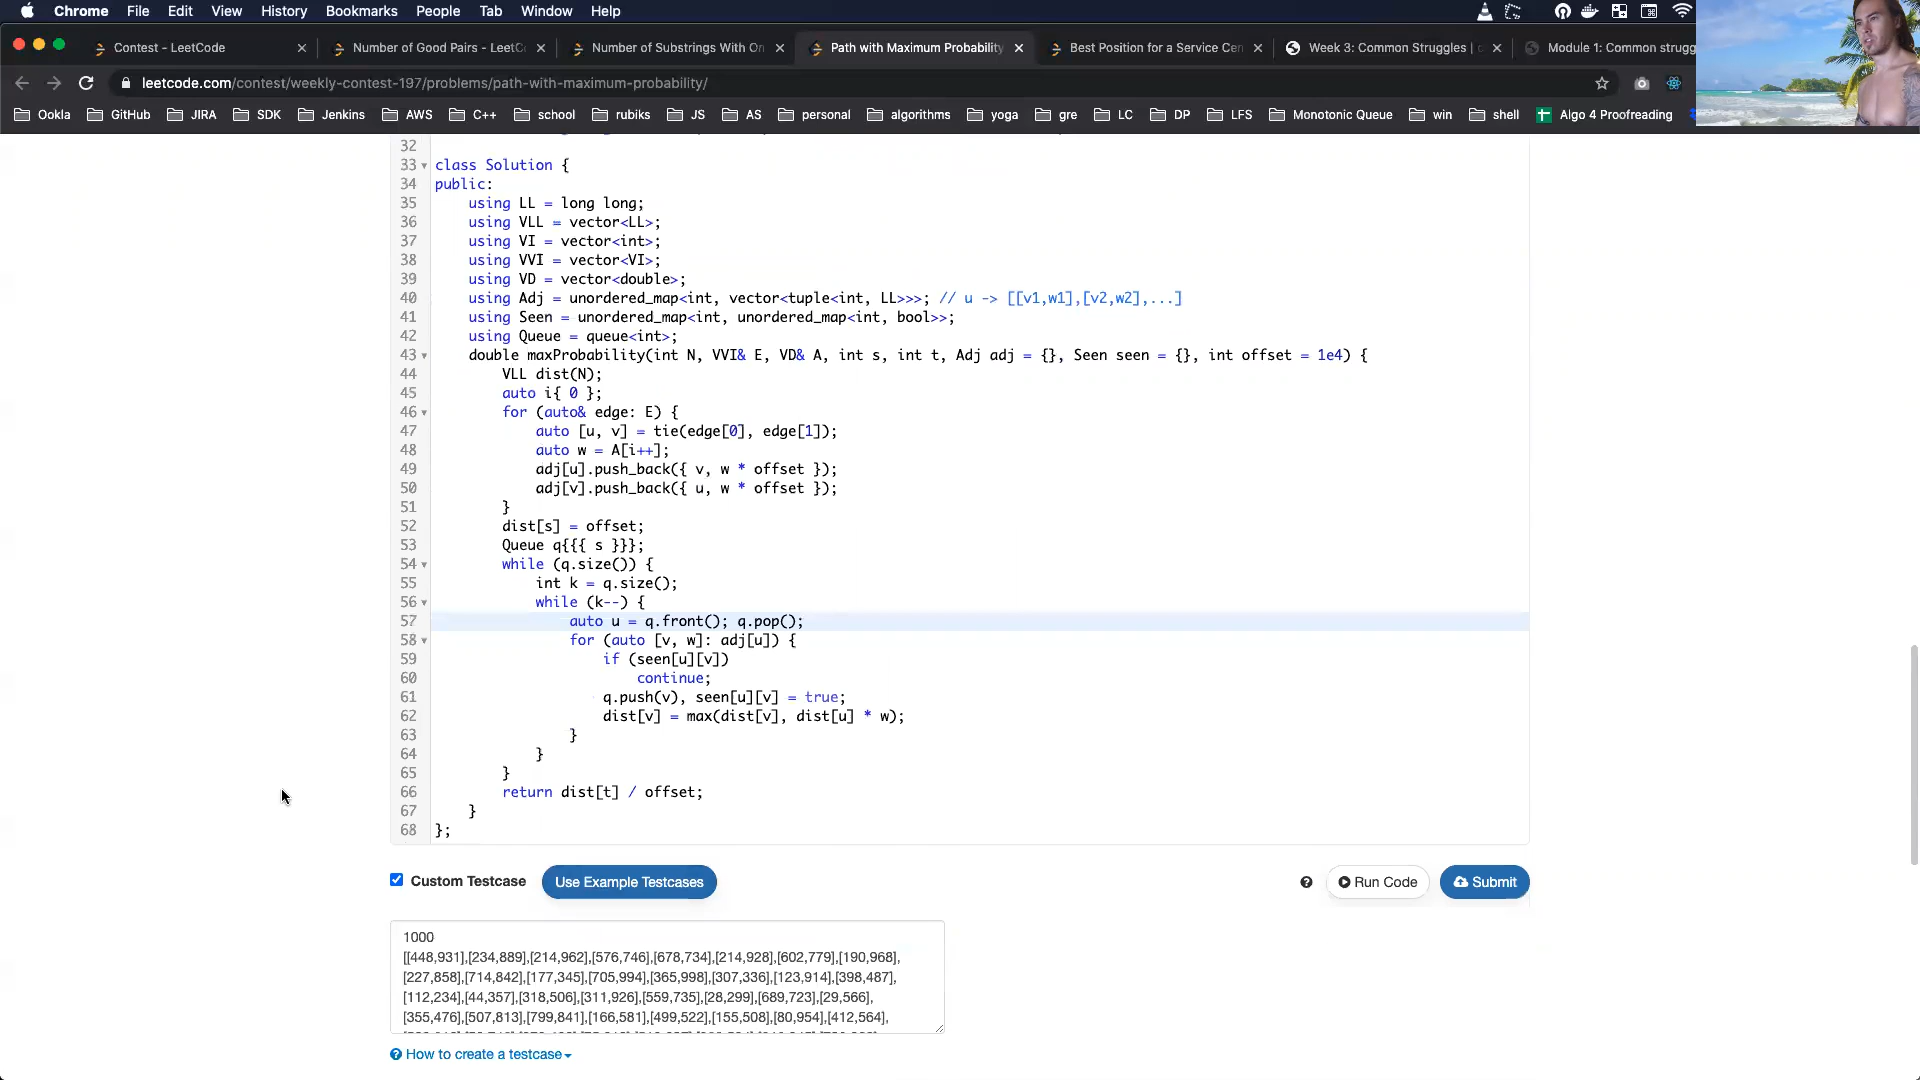 Chrome File Edit View History Bookmarks People Tab Window Help
Contest - LeetCode
Number of Good Pairs - LeetC
Number of Substrings With On
Path with Maximum Probability
Best Position for a Service Cen
Week 3: Common Struggles |
Module 1: Common strugg
leetcode.com/contest/weekly-contest-197/problems/path-with-maximum-probability/
Ookla GitHub JIRA SDK Jenkins AWS C++ school rubiks JS AS personal algorithms yoga gre LC DP LFS Monotonic Queue win shell Algo 4 Proofreading
32
33 class Solution {
34 public:
35 using LL = long long;
36 using VLL = vector<LL>;
37 using VI = vector<int>;
38 using VVI = vector<VI>;
39 using VD = vector<double>;
40 using Adj = unordered_map<int, vector<tuple<int, LL>>>; // u -> [[v1,w1],[v2,w2],...]
41 using Seen = unordered_map<int, unordered_map<int, bool>>;
42 using Queue = queue<int>;
43 double maxProbability(int N, VVI& E, VD& A, int s, int t, Adj adj = {}, Seen seen = {}, int offset = 1e4) {
44 VLL dist(N);
45 auto i{ 0 };
46 for (auto& edge: E) {
47 auto [u, v] = tie(edge[0], edge[1]);
48 auto w = A[i++];
49 adj[u].push_back({ v, w * offset });
50 adj[v].push_back({ u, w * offset });
51 }
52 dist[s] = offset;
53 Queue q{{{ s }}};
54 while (q.size()) {
55 int k = q.size();
56 while (k--) {
57 auto u = q.front(); q.pop();
58 for (auto [v, w]: adj[u]) {
59 if (seen[u][v])
60 continue;
61 q.push(v), seen[u][v] = true;
62 dist[v] = max(dist[v], dist[u] * w);
63 }
64 }
65 }
66 return dist[t] / offset;
67 }
68 };
Custom Testcase Use Example Testcases Run Code Submit
1000
[[448,931],[234,889],[214,962],[576,746],[678,734],[214,928],[602,779],[190,968],
[227,858],[714,842],[177,345],[705,994],[365,998],[307,336],[123,914],[398,487],
[112,234],[44,357],[318,506],[311,926],[559,735],[28,299],[689,723],[29,566],
[355,476],[507,813],[799,841],[166,581],[499,522],[155,508],[80,954],[412,564],
How to create a testcase